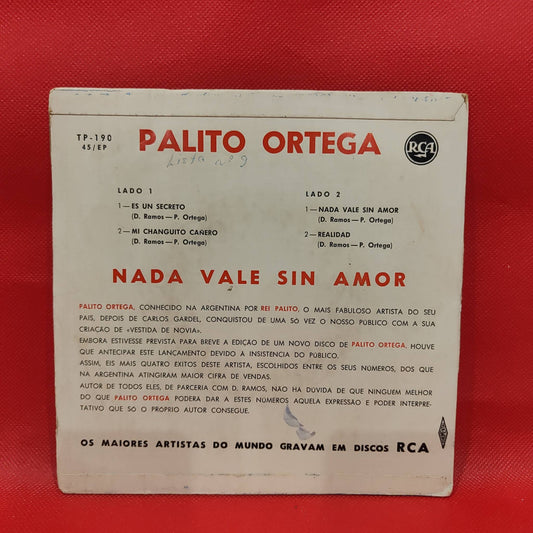 TP-190
45/EP
PALITO ORTEGA
RCA
Lista nº 9
LADO 1
1—ES UN SECRETO
(D. Ramos—P. Ortega)
2—MI CHANGUITO CAÑERO
(D. Ramos—P. Ortega)
LADO 2
1—NADA VALE SIN AMOR
(D. Ramos—P. Ortega)
2—REALIDAD
(D. Ramos—P. Ortega)
NADA VALE SIN AMOR
PALITO ORTEGA, CONHECIDO NA ARGENTINA POR REI PALITO, O MAIS FABULOSO ARTISTA DO SEU
PAIS, DEPOIS DE CARLOS GARDEL, CONQUISTOU DE UMA SÓ VEZ O NOSSO PÚBLICO COM A SUA
CRIAÇÃO DE «VESTIDA DE NOVIA».
EMBORA ESTIVESSE PREVISTA PARA BREVE A EDIÇÃO DE UM NOVO DISCO DE PALITO ORTEGA, HOUVE
QUE ANTECIPAR ESTE LANÇAMENTO DEVIDO À INSISTENCIA DO PÚBLICO.
ASSIM, EIS MAIS QUATRO EXITOS DESTE ARTISTA, ESCOLHIDOS ENTRE OS SEUS NÚMEROS, DOS QUE
NA ARGENTINA ATINGIRAM MAIOR CIFRA DE VENDAS.
AUTOR DE TODOS ELES, DE PARCERIA COM D. RAMOS, NÃO HA DÚVIDA DE QUE NINGUEM MELHOR
DO QUE PALITO ORTEGA PODERA DAR A ESTES NÚMEROS AQUELA EXPRESSÃO E PODER INTERPRE-
TATIVO QUE SÓ O PRÓPRIO AUTOR CONSEGUE.
OS MAIORES ARTISTAS DO MUNDO GRAVAM EM DISCOS RCA